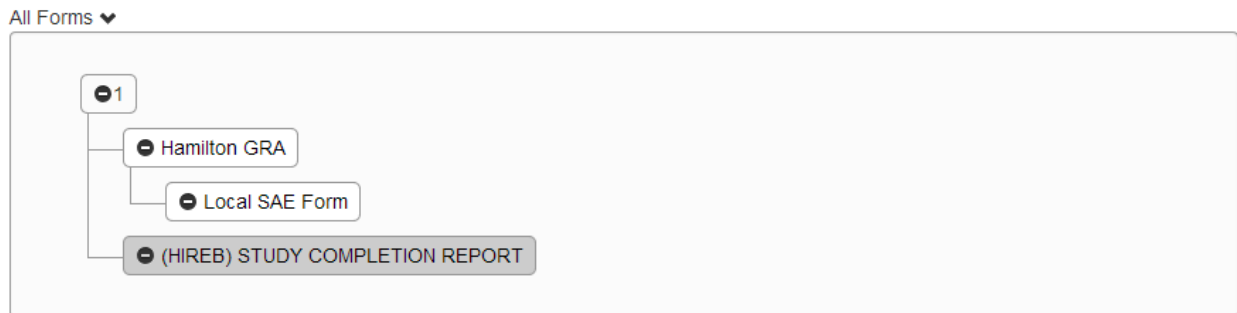 All Forms
1
Hamilton GRA
Local SAE Form
(HIREB) STUDY COMPLETION REPORT